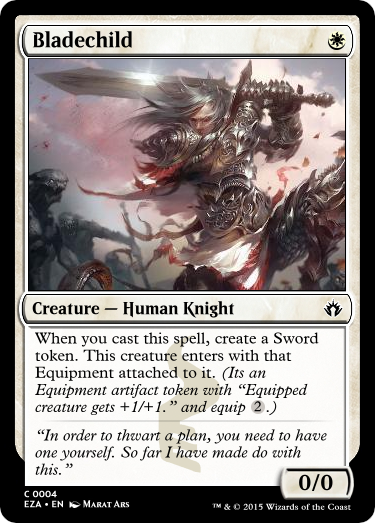 Bladechild
Creature — Human Knight
When you cast this spell, create a Sword
token. This creature enters with that
Equipment attached to it. (Its an
Equipment artifact token with “Equipped
creature gets +1/+1.” and equip 2.)
“In order to thwart a plan, you need to have
one yourself. So far I have made do with
this.”
0/0
C 0004
EZA • EN Marat Ars
™ & © 2015 Wizards of the Coast